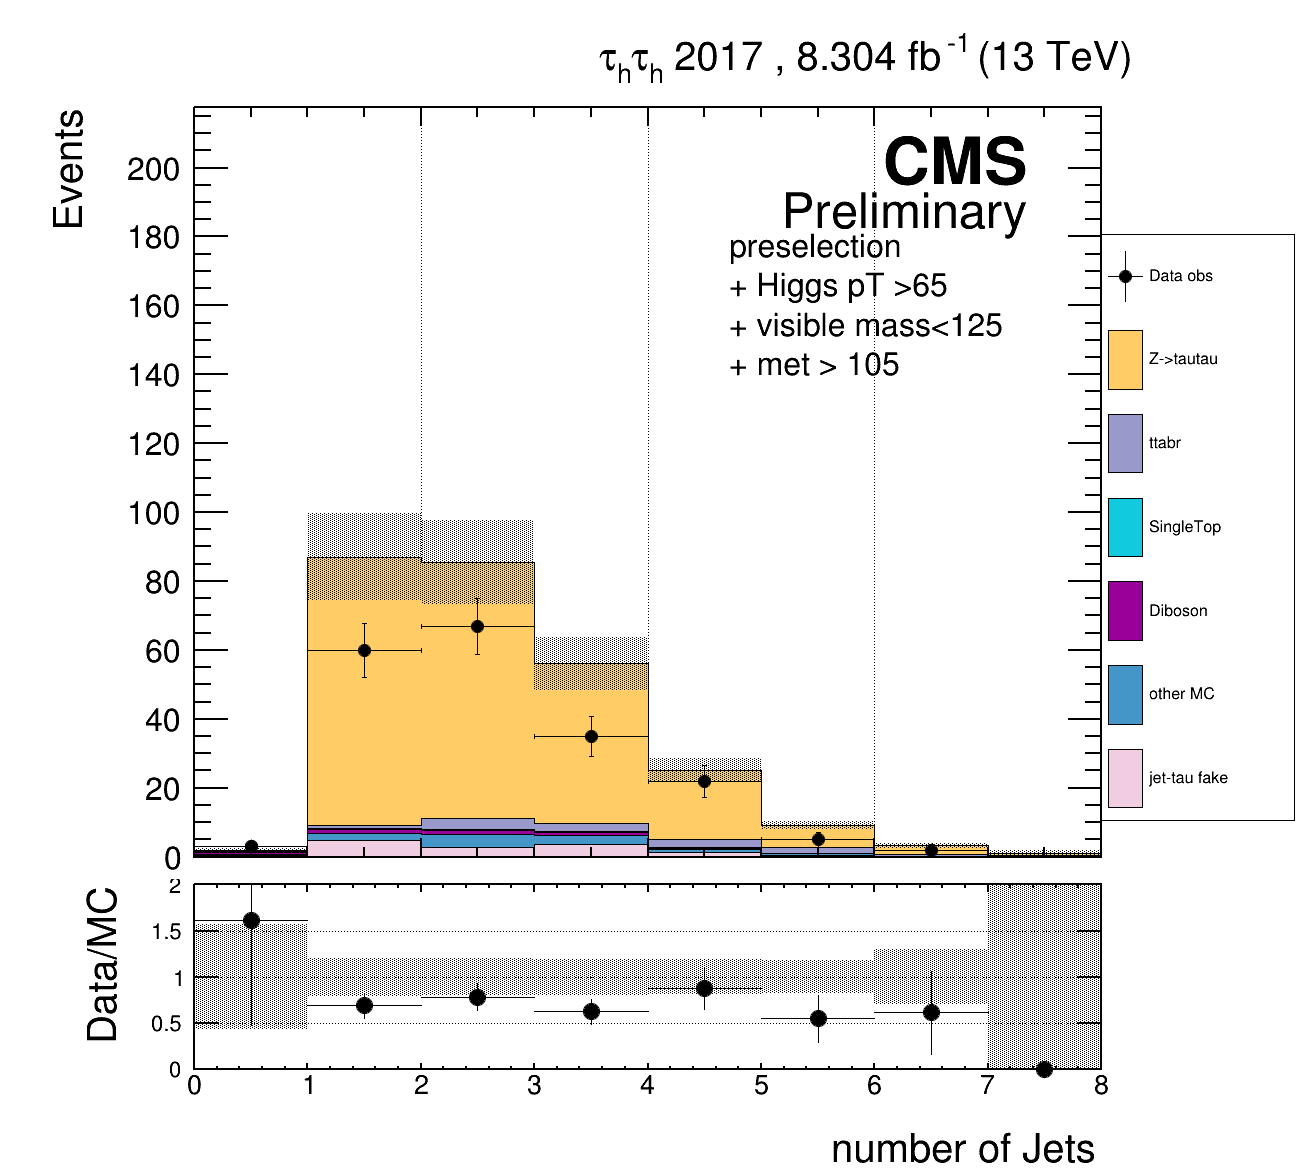 τhτh 2017 , 8.304 fb-1 (13 TeV)
Events
200
180
160
140
120
100
80
60
40
20
0
CMS
Preliminary
preselection
+ Higgs pT >65
+ visible mass<125
+ met > 105
Data obs
Z->tautau
ttabr
SingleTop
Diboson
other MC
jet-tau fake
Data/MC
2
1.5
1
0.5
0
0 1 2 3 4 5 6 7 8
number of Jets